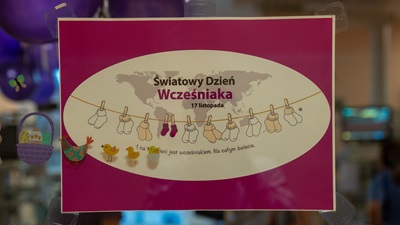 Światowy Dzień
Wcześniaka
17 listopada
jest wcześniakiem. Na całym świecie.